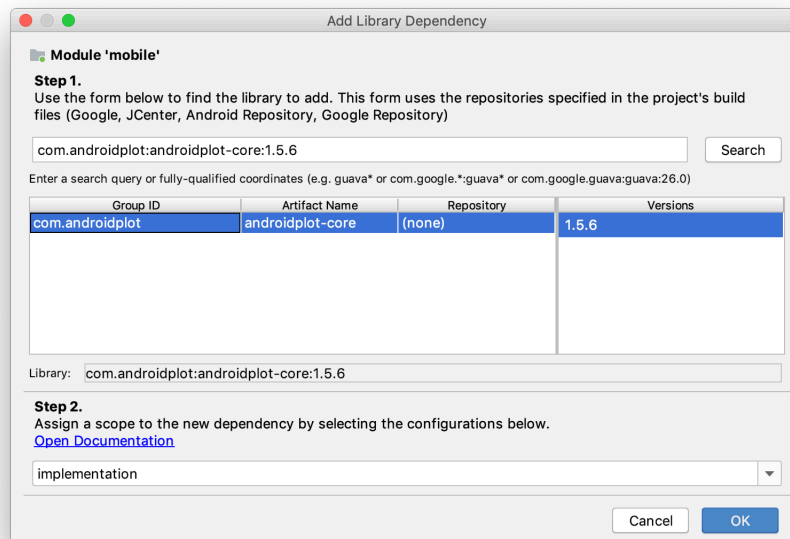 Add Library Dependency
Module 'mobile'
Step 1.
Use the form below to find the library to add. This form uses the repositories specified in the project's build
files (Google, JCenter, Android Repository, Google Repository)
com.androidplot:androidplot-core:1.5.6 Search
Enter a search query or fully-qualified coordinates (e.g. guava* or com.google.*:guava* or com.google.guava:guava:26.0)
Group ID Artifact Name Repository Versions
com.androidplot androidplot-core (none) 1.5.6
Library: com.androidplot:androidplot-core:1.5.6
Step 2.
Assign a scope to the new dependency by selecting the configurations below.
Open Documentation
implementation
Cancel OK